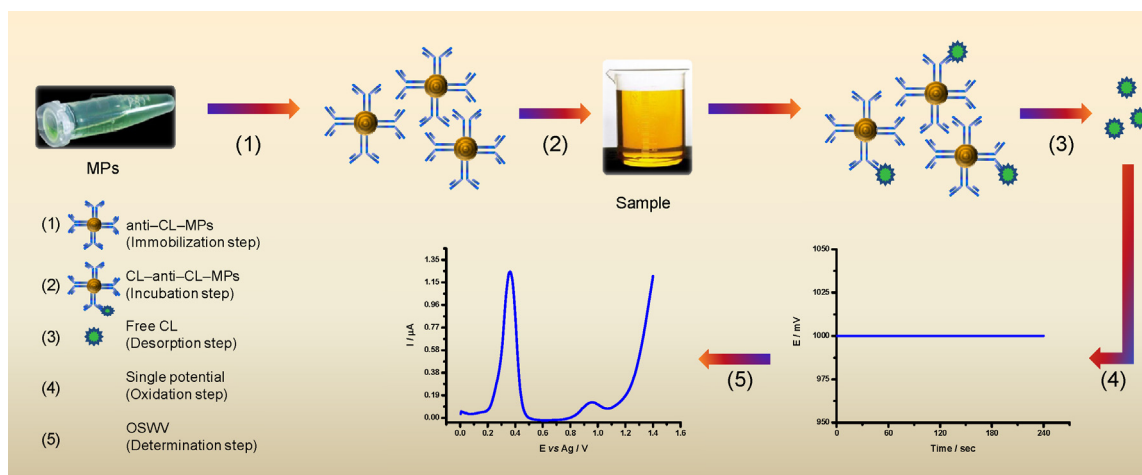 (1)
(2)
(3)
MPs
Sample
(1)
anti–CL–MPs
(Immobilization step)
(2)
CL–anti–CL–MPs
(Incubation step)
(3)
Free CL
(Desorption step)
(4)
Single potential
(Oxidation step)
(5)
OSWV
(Determination step)
I / µA
1.35
1.16
0.96
0.77
0.58
0.39
0.19
0.00
0.0 0.2 0.4 0.6 0.8 1.0 1.2 1.4 1.6
E vs Ag / V
(5)
E / mV
1050
1025
1000
975
950
0 60 120 180 240
Time / sec
(4)